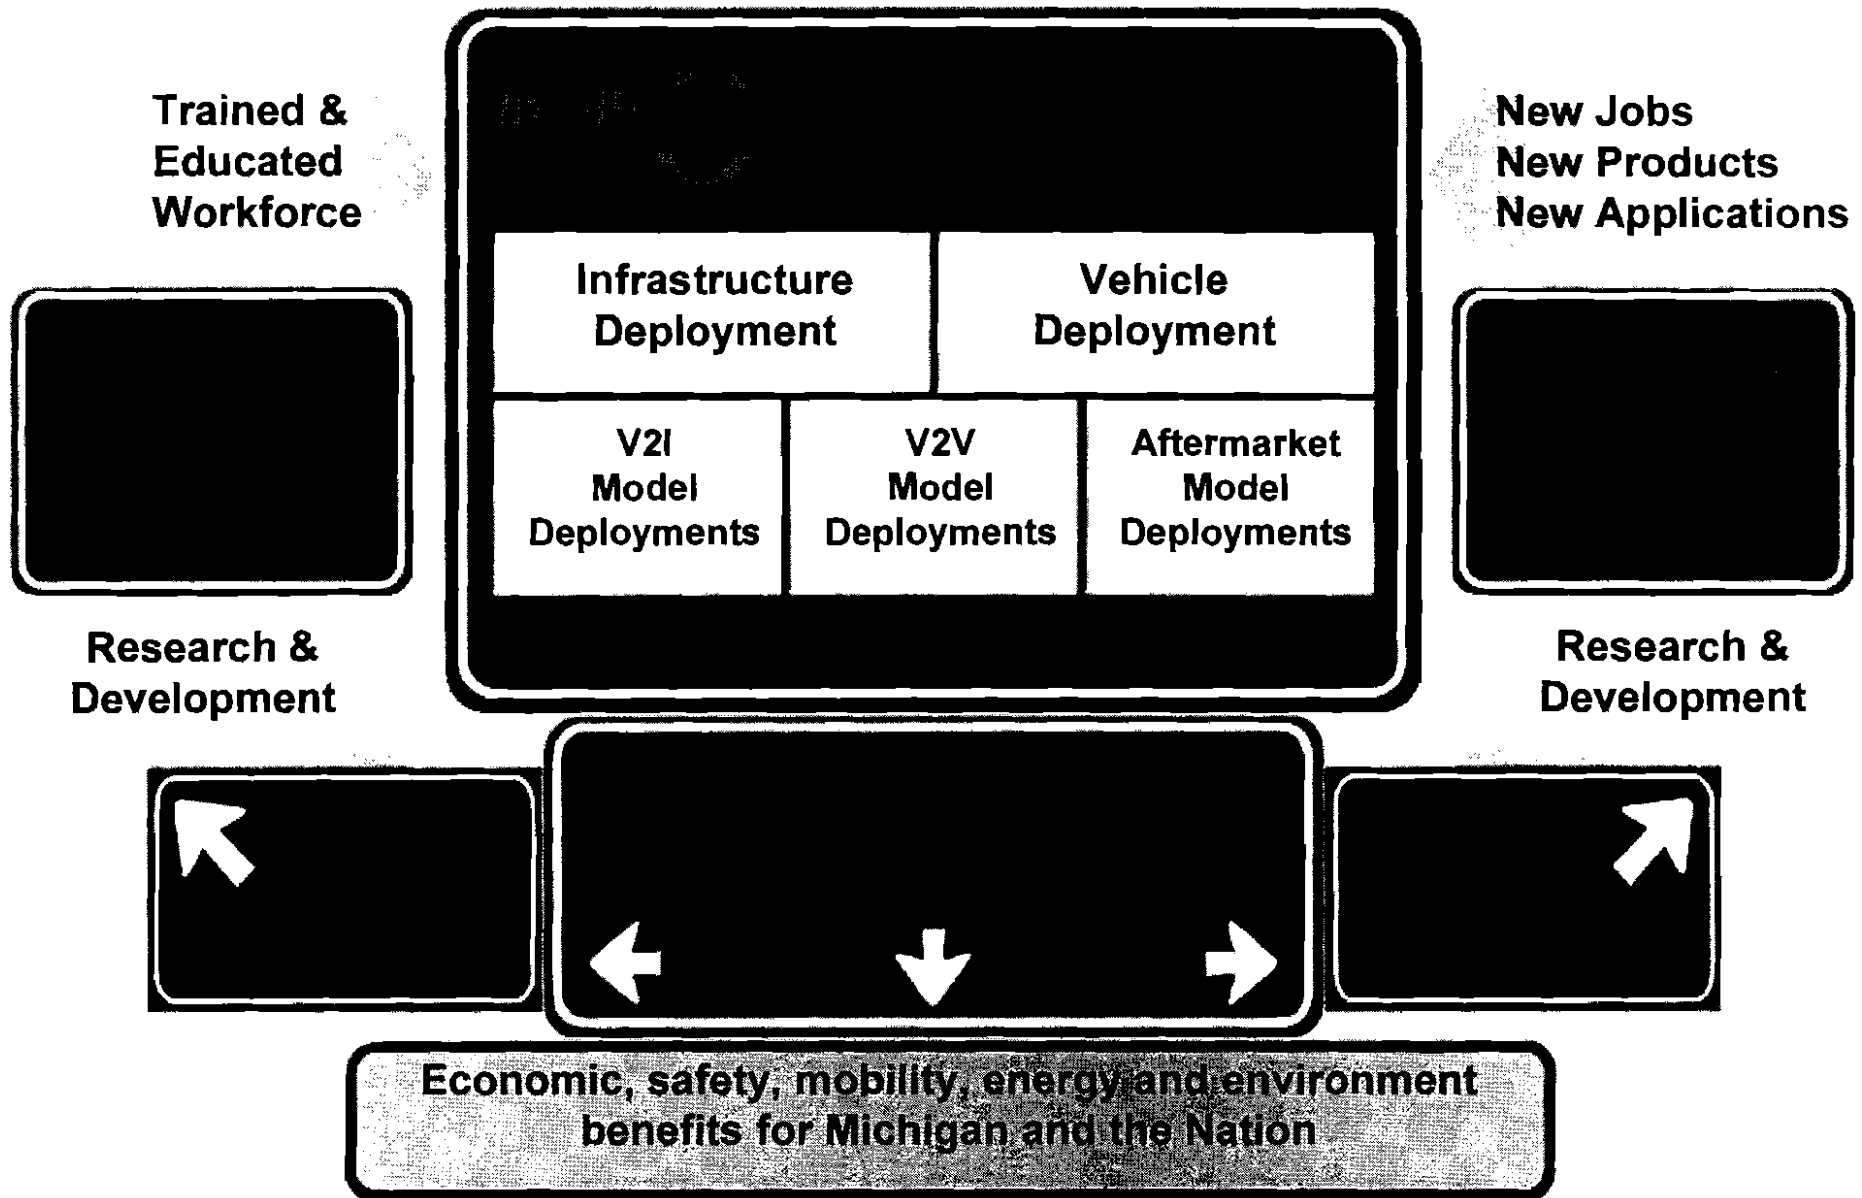 Trained &
Educated
Workforce
New Jobs
New Products
New Applications
Infrastructure
Deployment
Vehicle
Deployment
V2I
Model
Deployments
V2V
Model
Deployments
Aftermarket
Model
Deployments
Research &
Development
Research &
Development
Economic, safety, mobility, energy and environment
benefits for Michigan and the Nation